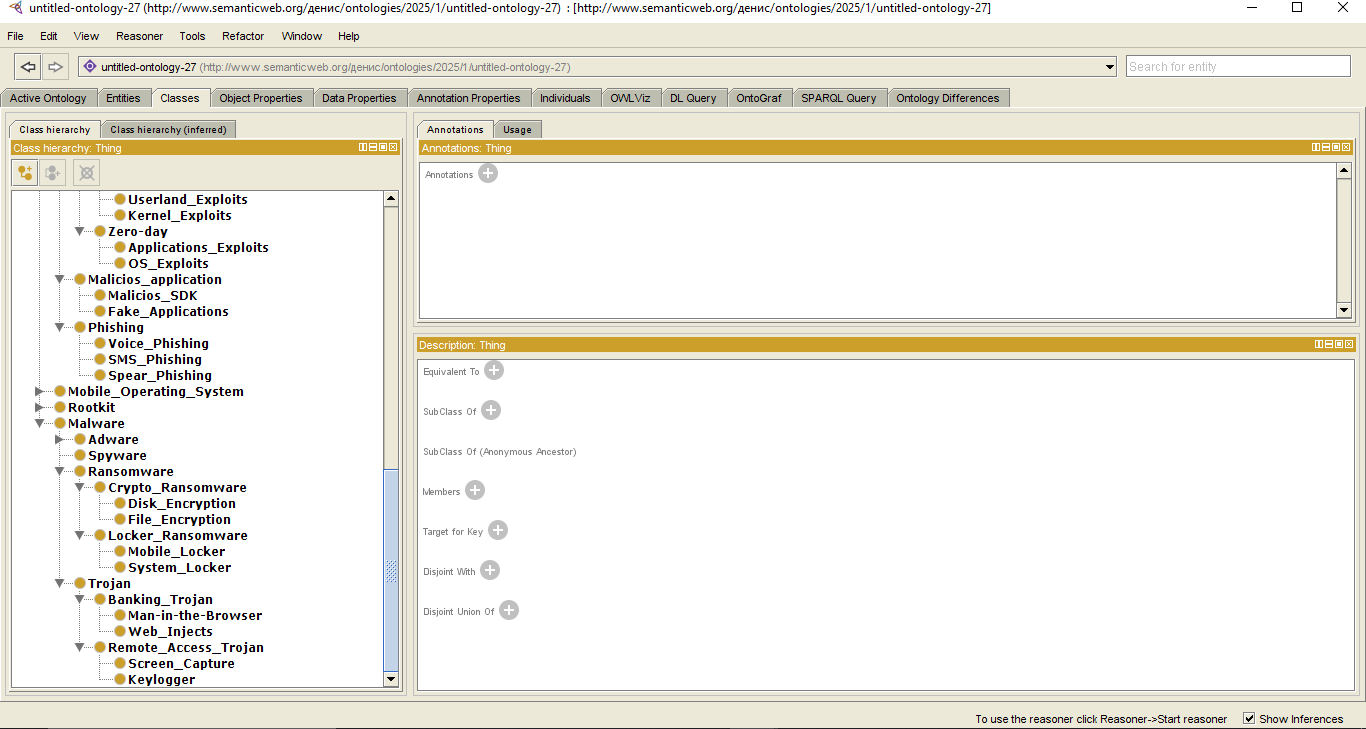 untitled-ontology-27 (http://www.semanticweb.org/денис/ontologies/2025/1/untitled-ontology-27) : [http://www.semanticweb.org/денис/ontologies/2025/1/untitled-ontology-27]
File Edit View Reasoner Tools Refactor Window Help
untitled-ontology-27 (http://www.semanticweb.org/денис/ontologies/2025/1/untitled-ontology-27)
Search for entity
Active Ontology Entities Classes Object Properties Data Properties Annotation Properties Individuals OWLViz DL Query OntoGraf SPARQL Query Ontology Differences
Class hierarchy Class hierarchy (inferred)
Class hierarchy: Thing
Userland_Exploits
Kernel_Exploits
Zero-day
Applications_Exploits
OS_Exploits
Malicios_application
Malicios_SDK
Fake_Applications
Phishing
Voice_Phishing
SMS_Phishing
Spear_Phishing
Mobile_Operating_System
Rootkit
Malware
Adware
Spyware
Ransomware
Crypto_Ransomware
Disk_Encryption
File_Encryption
Locker_Ransomware
Mobile_Locker
System_Locker
Trojan
Banking_Trojan
Man-in-the-Browser
Web_Injects
Remote_Access_Trojan
Screen_Capture
Keylogger
Annotations Usage
Annotations: Thing
Annotations
Description: Thing
Equivalent To
SubClass Of
SubClass Of (Anonymous Ancestor)
Members
Target for Key
Disjoint With
Disjoint Union Of
To use the reasoner click Reasoner->Start reasoner Show Inferences